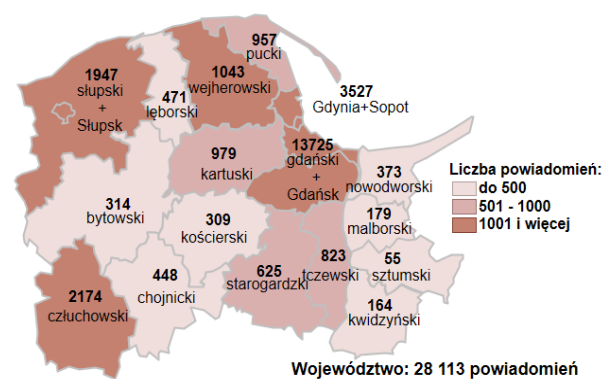 957
pucki
1947
słupski
+
Słupsk
471
lęborski
1043
wejherowski
3527
Gdynia+Sopot
979
kartuski
13725
gdański
+
Gdańsk
373
nowodworski
314
bytowski
309
kościerski
179
malborski
2174
człuchowski
448
chojnicki
625
starogardzki
823
tczewski
55
sztumski
164
kwidzyński
Liczba powiadomień:
do 500
501 - 1000
1001 i więcej
Województwo: 28 113 powiadomień